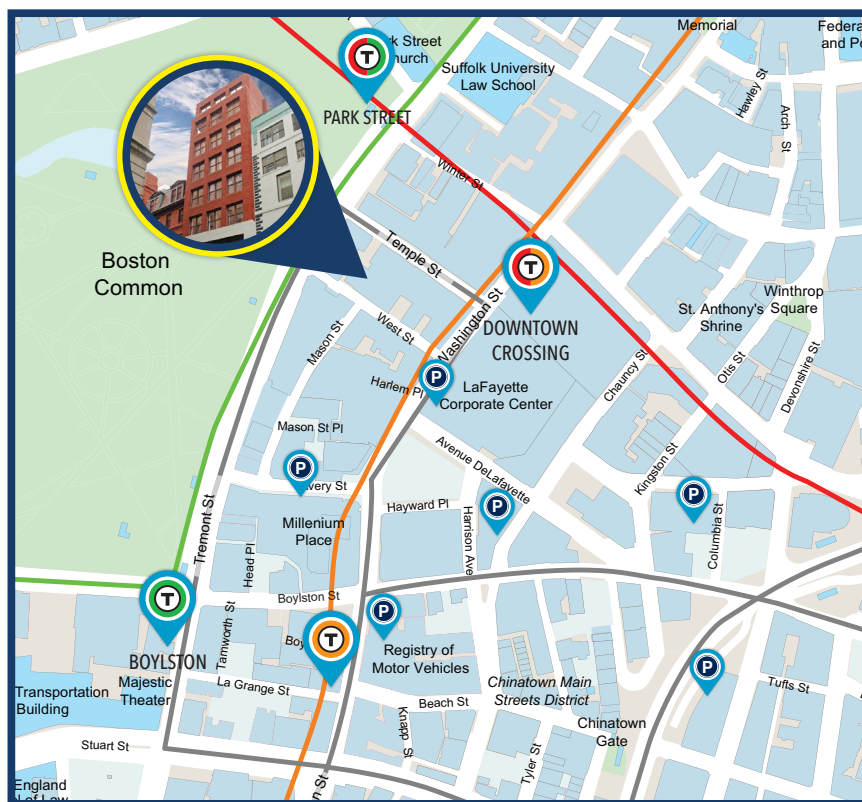 Memorial
Federa
and Po
T
rk Street
hurch
Suffolk University
Law School
PARK STREET
Hawley St
Arch St
Winter St
Boston
Common
Temple St
T
Washington St
DOWNTOWN
CROSSING
St. Anthony's
Shrine
Winthrop
Square
Mason St
West St
Otis St
Devonshire St
Chauncy St
Harlem Pl
P
LaFayette
Corporate Center
Mason St Pl
Avenue DeLafayette
Kingston St
P
very St
Hayward Pl
P
P
Millenium
Place
Tremont St
Head Pl
Harrison Ave
Columbia St
T
Boylston St
P
T
Boy
BOYLSTON
Majestic
Theater
Tamworth St
Registry of
Motor Vehicles
P
La Grange St
Chinatown Main
Streets District
Tufts St
Transportation
Building
Beach St
Knapp St
Chinatown
Gate
Stuart St
Tyler St
England
ol of Law
n St